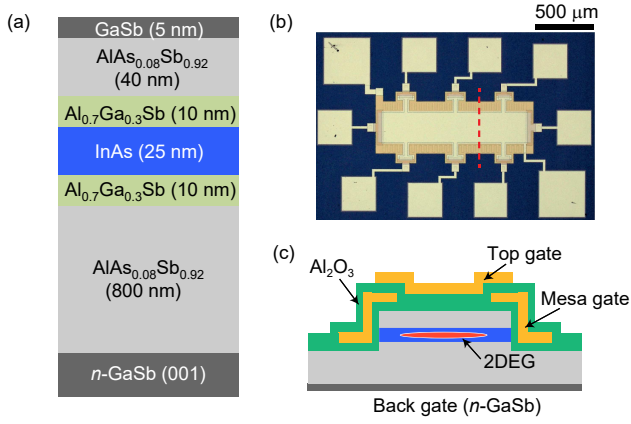 (a)
GaSb (5 nm)
AlAs₀.₀₈Sb₀.₉₂
(40 nm)
Al₀.₇Ga₀.₃Sb (10 nm)
InAs (25 nm)
Al₀.₇Ga₀.₃Sb (10 nm)
AlAs₀.₀₈Sb₀.₉₂
(800 nm)
n-GaSb (001)
(b)
500 μm
(c)
Al₂O₃
Top gate
Mesa gate
2DEG
Back gate (n-GaSb)